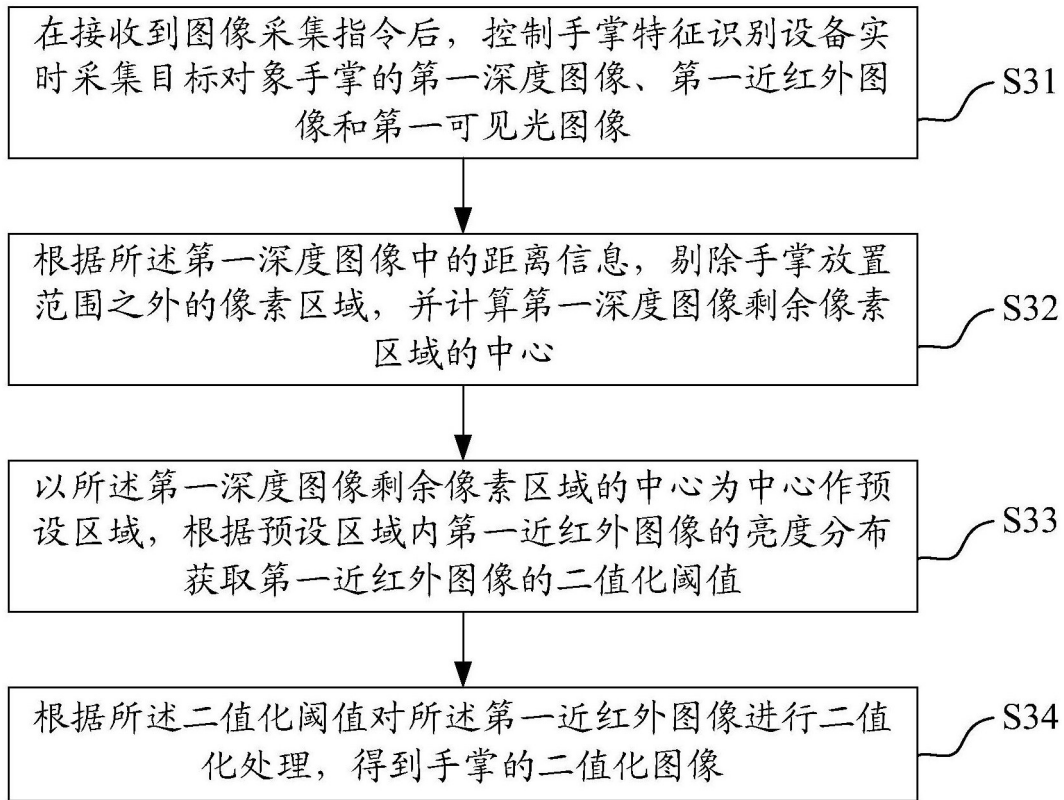 在接收到图像采集指令后，控制手掌特征识别设备实
时采集目标对象手掌的第一深度图像、第一近红外图
像和第一可见光图像
S31
根据所述第一深度图像中的距离信息，剔除手掌放置
范围之外的像素区域，并计算第一深度图像剩余像素
区域的中心
S32
以所述第一深度图像剩余像素区域的中心为中心作预
设区域，根据预设区域内第一近红外图像的亮度分布
获取第一近红外图像的二值化阈值
S33
根据所述二值化阈值对所述第一近红外图像进行二值
化处理，得到手掌的二值化图像
S34